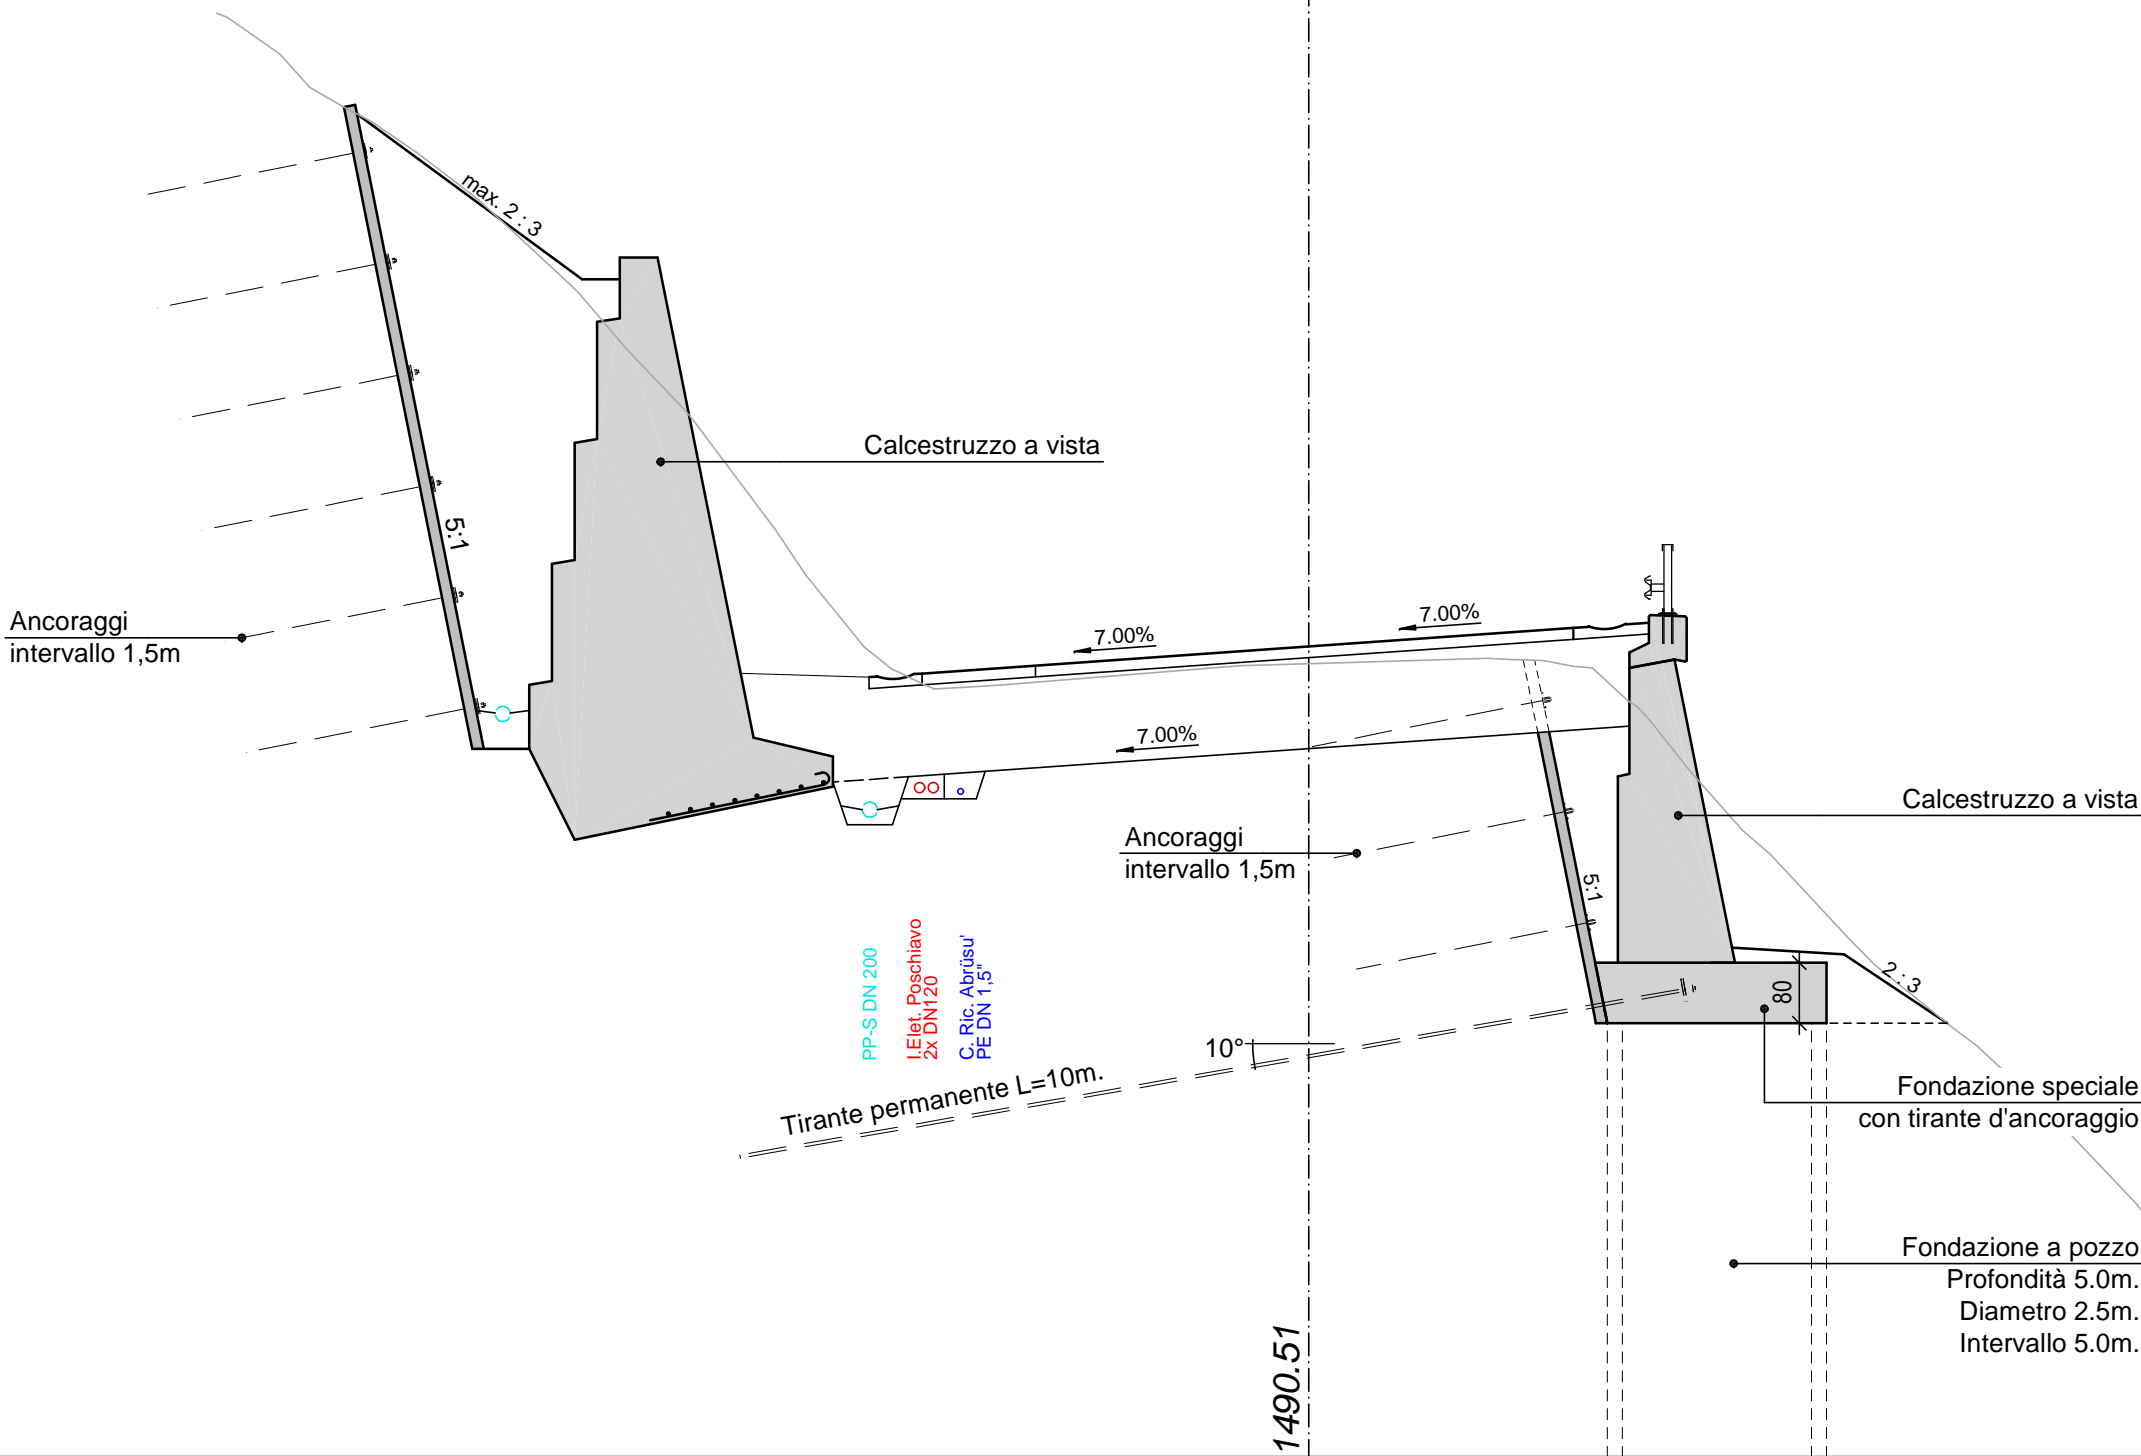 max. 2 : 3
Calcestruzzo a vista
5:1
Ancoraggi
intervallo 1,5m
7.00%
7.00%
7.00%
Calcestruzzo a vista
Ancoraggi
intervallo 1,5m
5:1
PP-S DN 200
I.Elet. Poschiavo
2x DN120
C. Ric. Abrüsu'
PE DN 1,5"
2 : 3
80
10°
Tirante permanente L=10m.
Fondazione speciale
con tirante d'ancoraggio
Fondazione a pozzo
Profondità 5.0m.
Diametro 2.5m.
Intervallo 5.0m.
1490.51